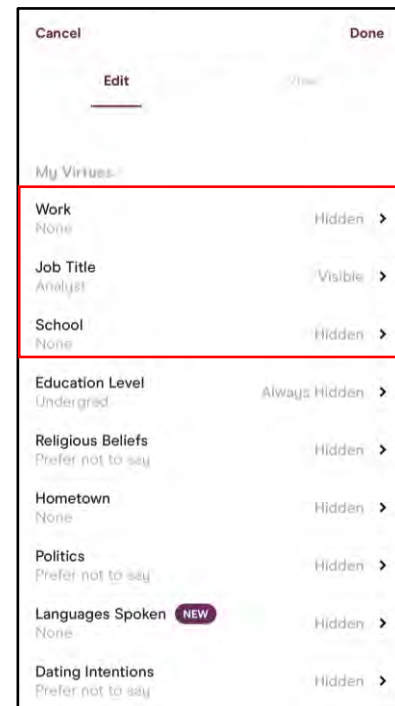 Cancel Done
Edit View
My Virtues
Work
None
Hidden
Job Title
Analyst
Visible
School
None
Hidden
Education Level
Undergrad
Always Hidden
Religious Beliefs
Prefer not to say
Hidden
Hometown
None
Hidden
Politics
Prefer not to say
Hidden
Languages Spoken NEW
None
Hidden
Dating Intentions
Prefer not to say
Hidden